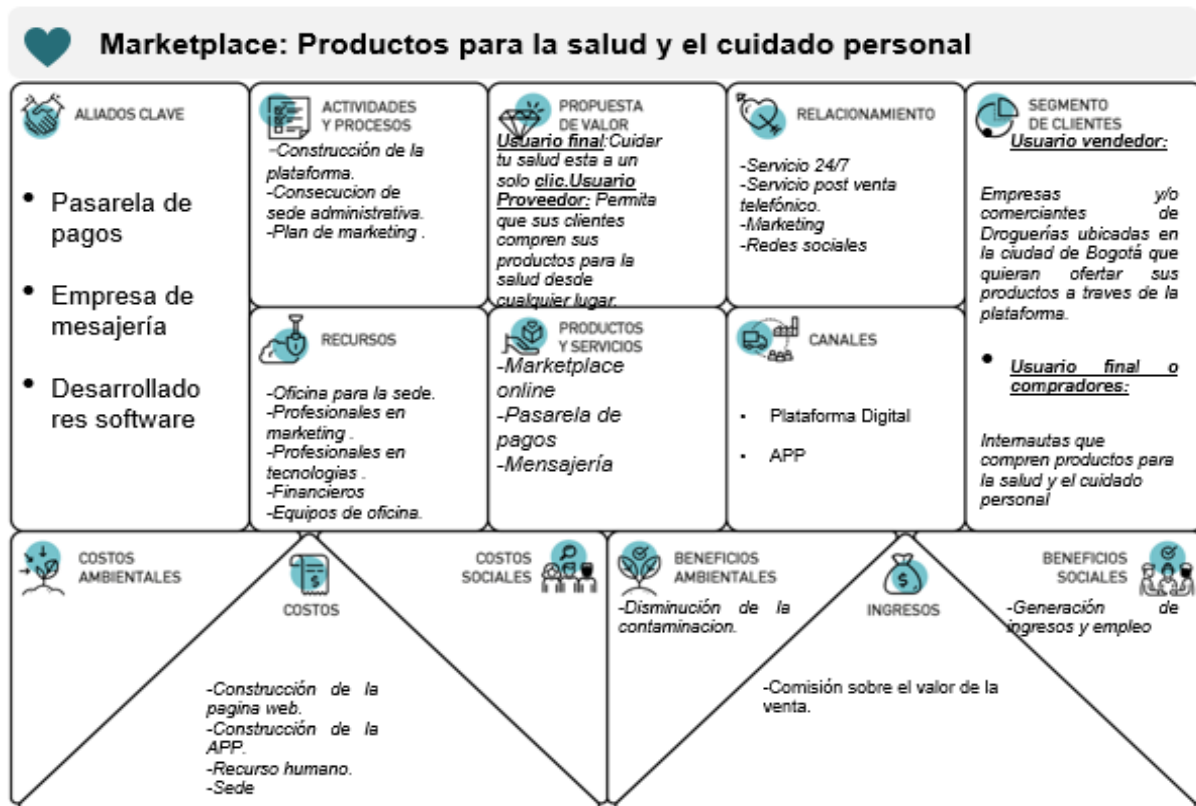 Marketplace: Productos para la salud y el cuidado personal
ALIADOS CLAVE
• Pasarela de
pagos
• Empresa de
mesajería
• Desarrollado
res software
ACTIVIDADES
Y PROCESOS
-Construcción de la
plataforma.
-Consecucion de
sede administrativa.
-Plan de marketing .
RECURSOS
-Oficina para la sede.
-Profesionales en
marketing .
-Profesionales en
tecnologias .
-Financieros
-Equipos de oficina.
PROPUESTA
DE VALOR
Usuario final:Cuidar
tu salud esta a un
solo clic.Usuario
Proveedor: Permita
que sus clientes
compren sus
productos para la
salud desde
cualquier lugar.
PRODUCTOS
Y SERVICIOS
-Marketplace
online
-Pasarela de
pagos
-Mensajería
RELACIONAMIENTO
-Servicio 24/7
-Servicio post venta
telefónico.
-Marketing
-Redes sociales
CANALES
▪ Plataforma Digital
▪ APP
SEGMENTO
DE CLIENTES
Usuario vendedor:
Empresas y/o
comerciantes de
Droguerías ubicadas en
la ciudad de Bogotá que
quieran ofertar sus
productos a traves de la
plataforma.
• Usuario final o
compradores:
Internautas que
compren productos para
la salud y el cuidado
personal
COSTOS
AMBIENTALES
COSTOS
-Construcción de la
pagina web.
-Construcción de la
APP.
-Recurso humano.
-Sede
COSTOS
SOCIALES
BENEFICIOS
AMBIENTALES
-Disminución de la
contaminacion.
INGRESOS
-Comisión sobre el valor de la
venta.
BENEFICIOS
SOCIALES
-Generación de
ingresos y empleo